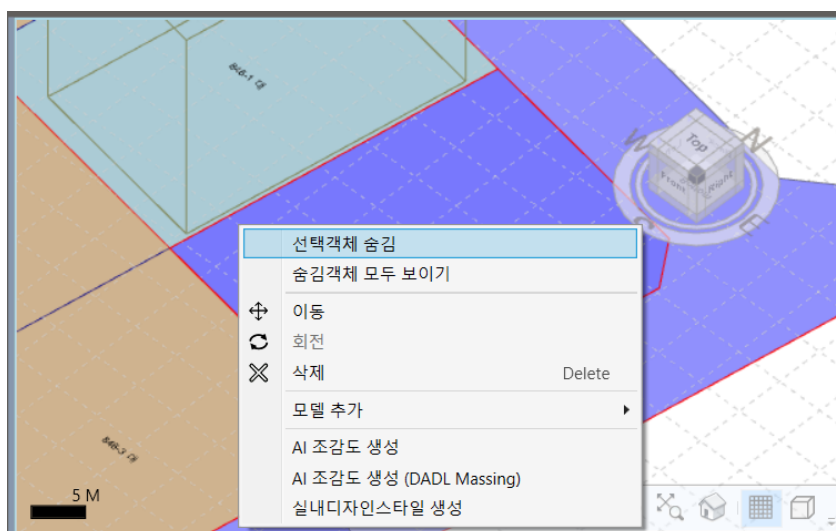 848-1 대
W
N
Top
Front
Right
S
E
선택객체 숨김
숨김객체 모두 보이기
이동
회전
삭제 Delete
모델 추가
AI 조감도 생성
848-3 대
AI 조감도 생성 (DADL Massing)
5 M
실내디자인스타일 생성